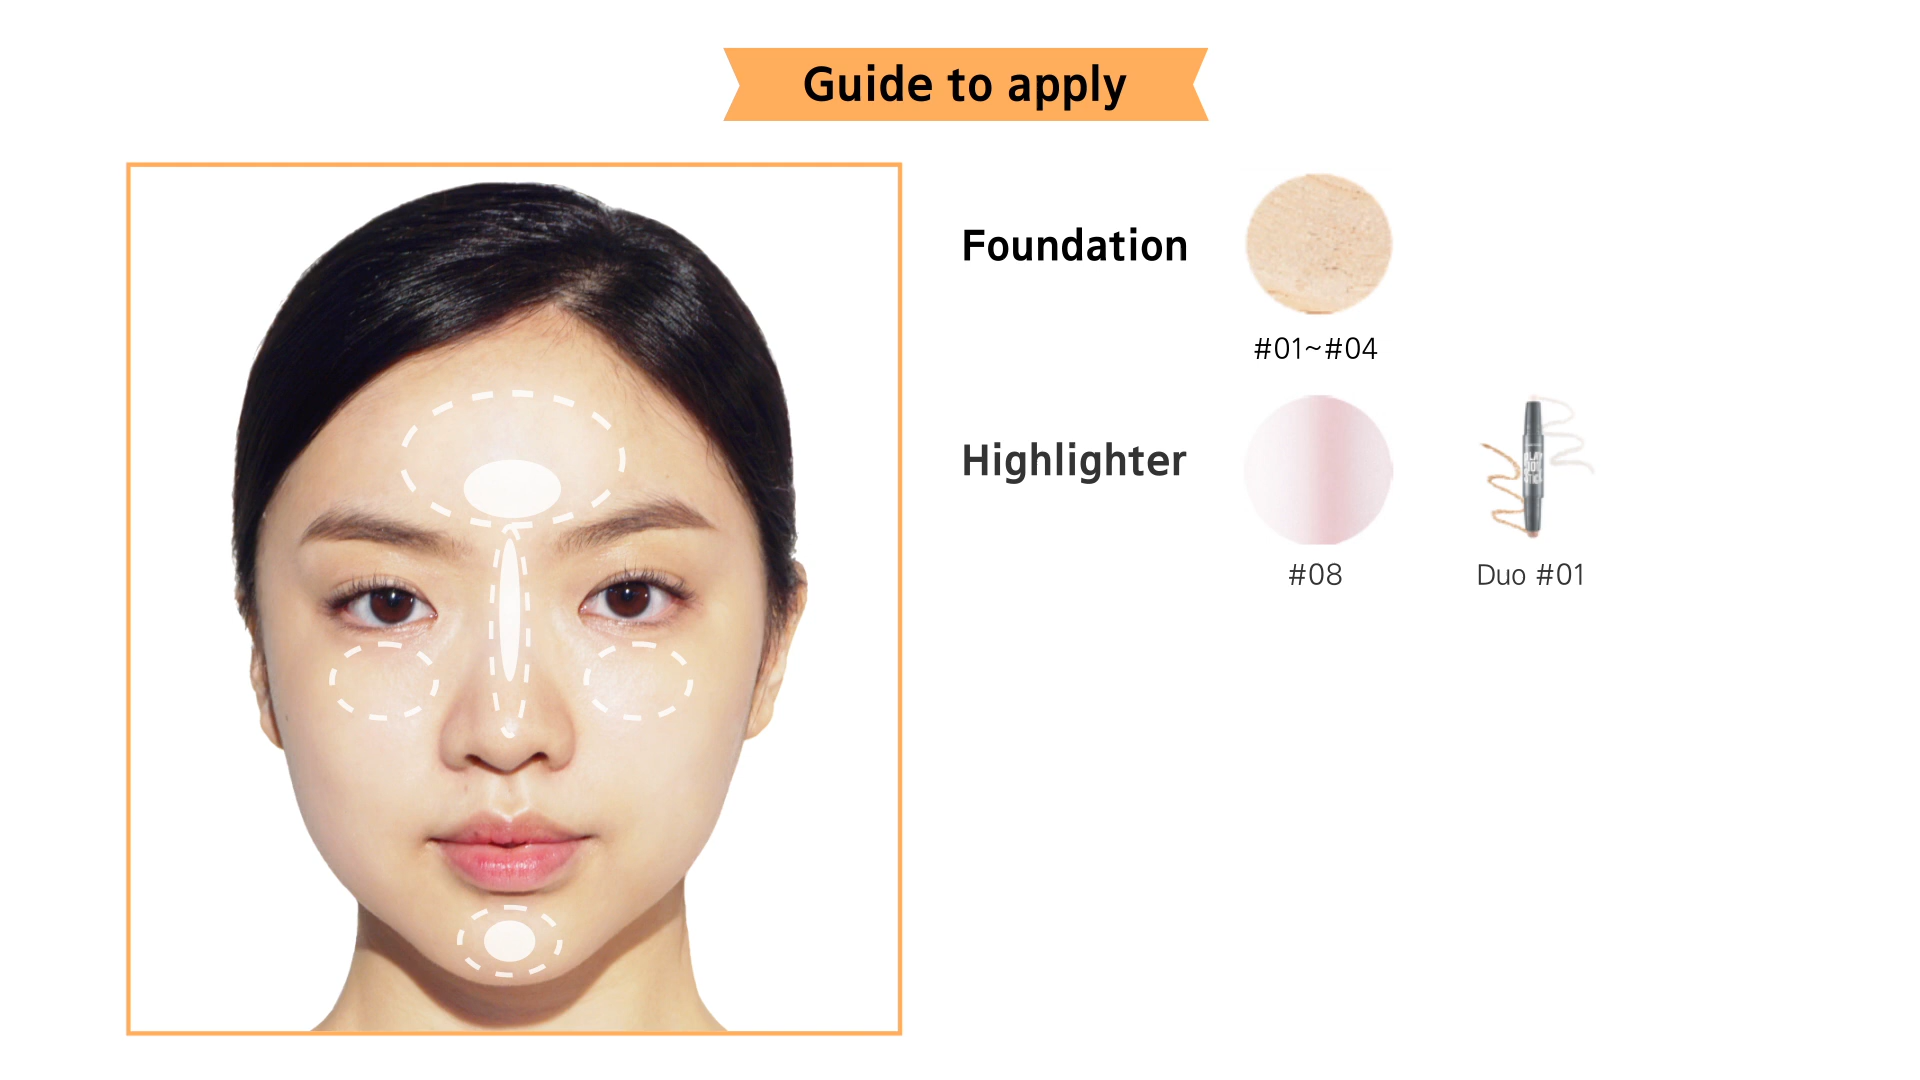 Guide to apply
Foundation
#01~#04
Highlighter
#08
Duo #01